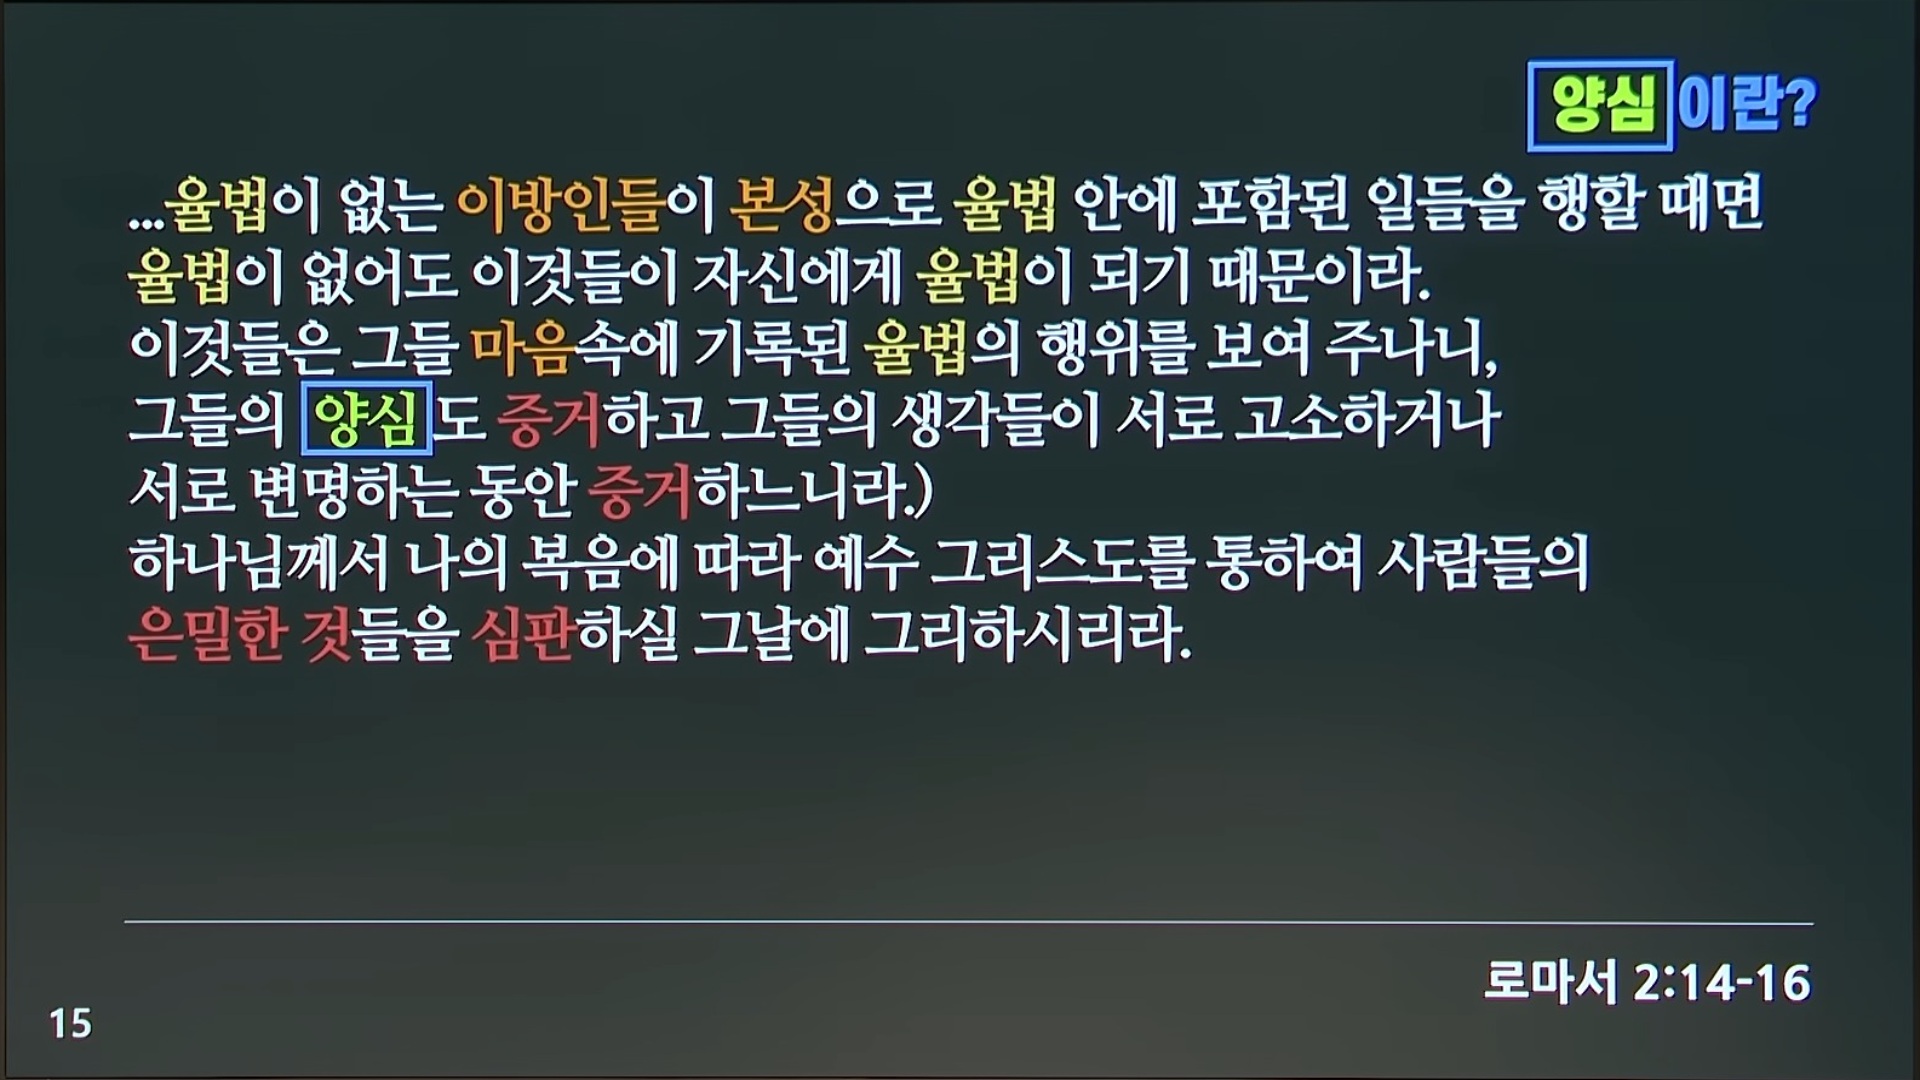 양심이란?
...율법이 없는 이방인들이 본성으로 율법 안에 포함된 일들을 행할 때면
율법이 없어도 이것들이 자신에게 율법이 되기 때문이라.
이것들은 그들 마음속에 기록된 율법의 행위를 보여 주나니,
그들의 양심도 증거하고 그들의 생각들이 서로 고소하거나
서로 변명하는 동안 증거하느니라.)
하나님께서 나의 복음에 따라 예수 그리스도를 통하여 사람들의
은밀한 것들을 심판하실 그날에 그리하시리라.
로마서 2:14-16
15